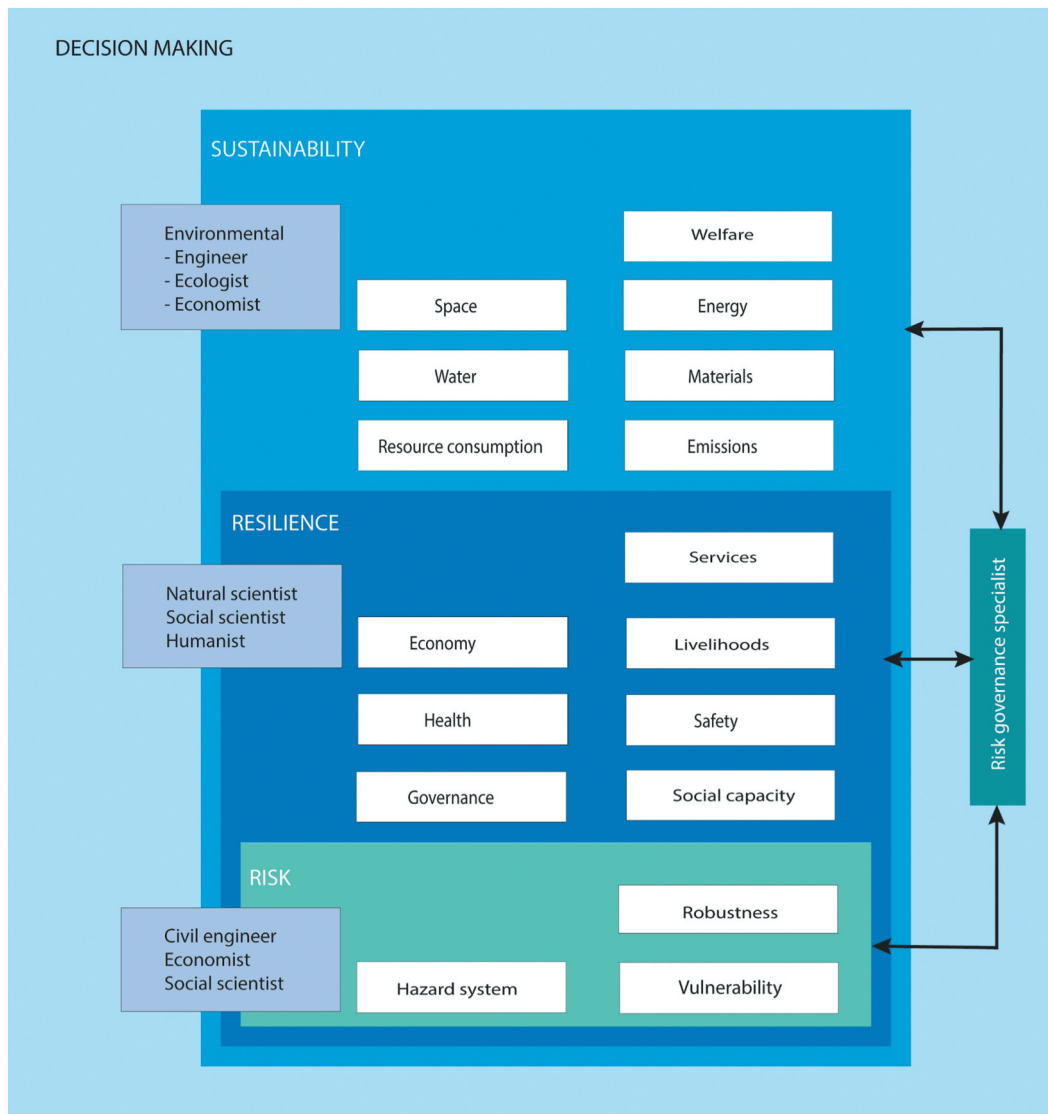 DECISION MAKING
SUSTAINABILITY
Environmental
- Engineer
- Ecologist
- Economist
Welfare
Space
Energy
Water
Materials
Resource consumption
Emissions
RESILIENCE
Services
Natural scientist
Social scientist
Humanist
Economy
Livelihoods
Health
Safety
Governance
Social capacity
Risk governance specialist
RISK
Robustness
Civil engineer
Economist
Social scientist
Hazard system
Vulnerability